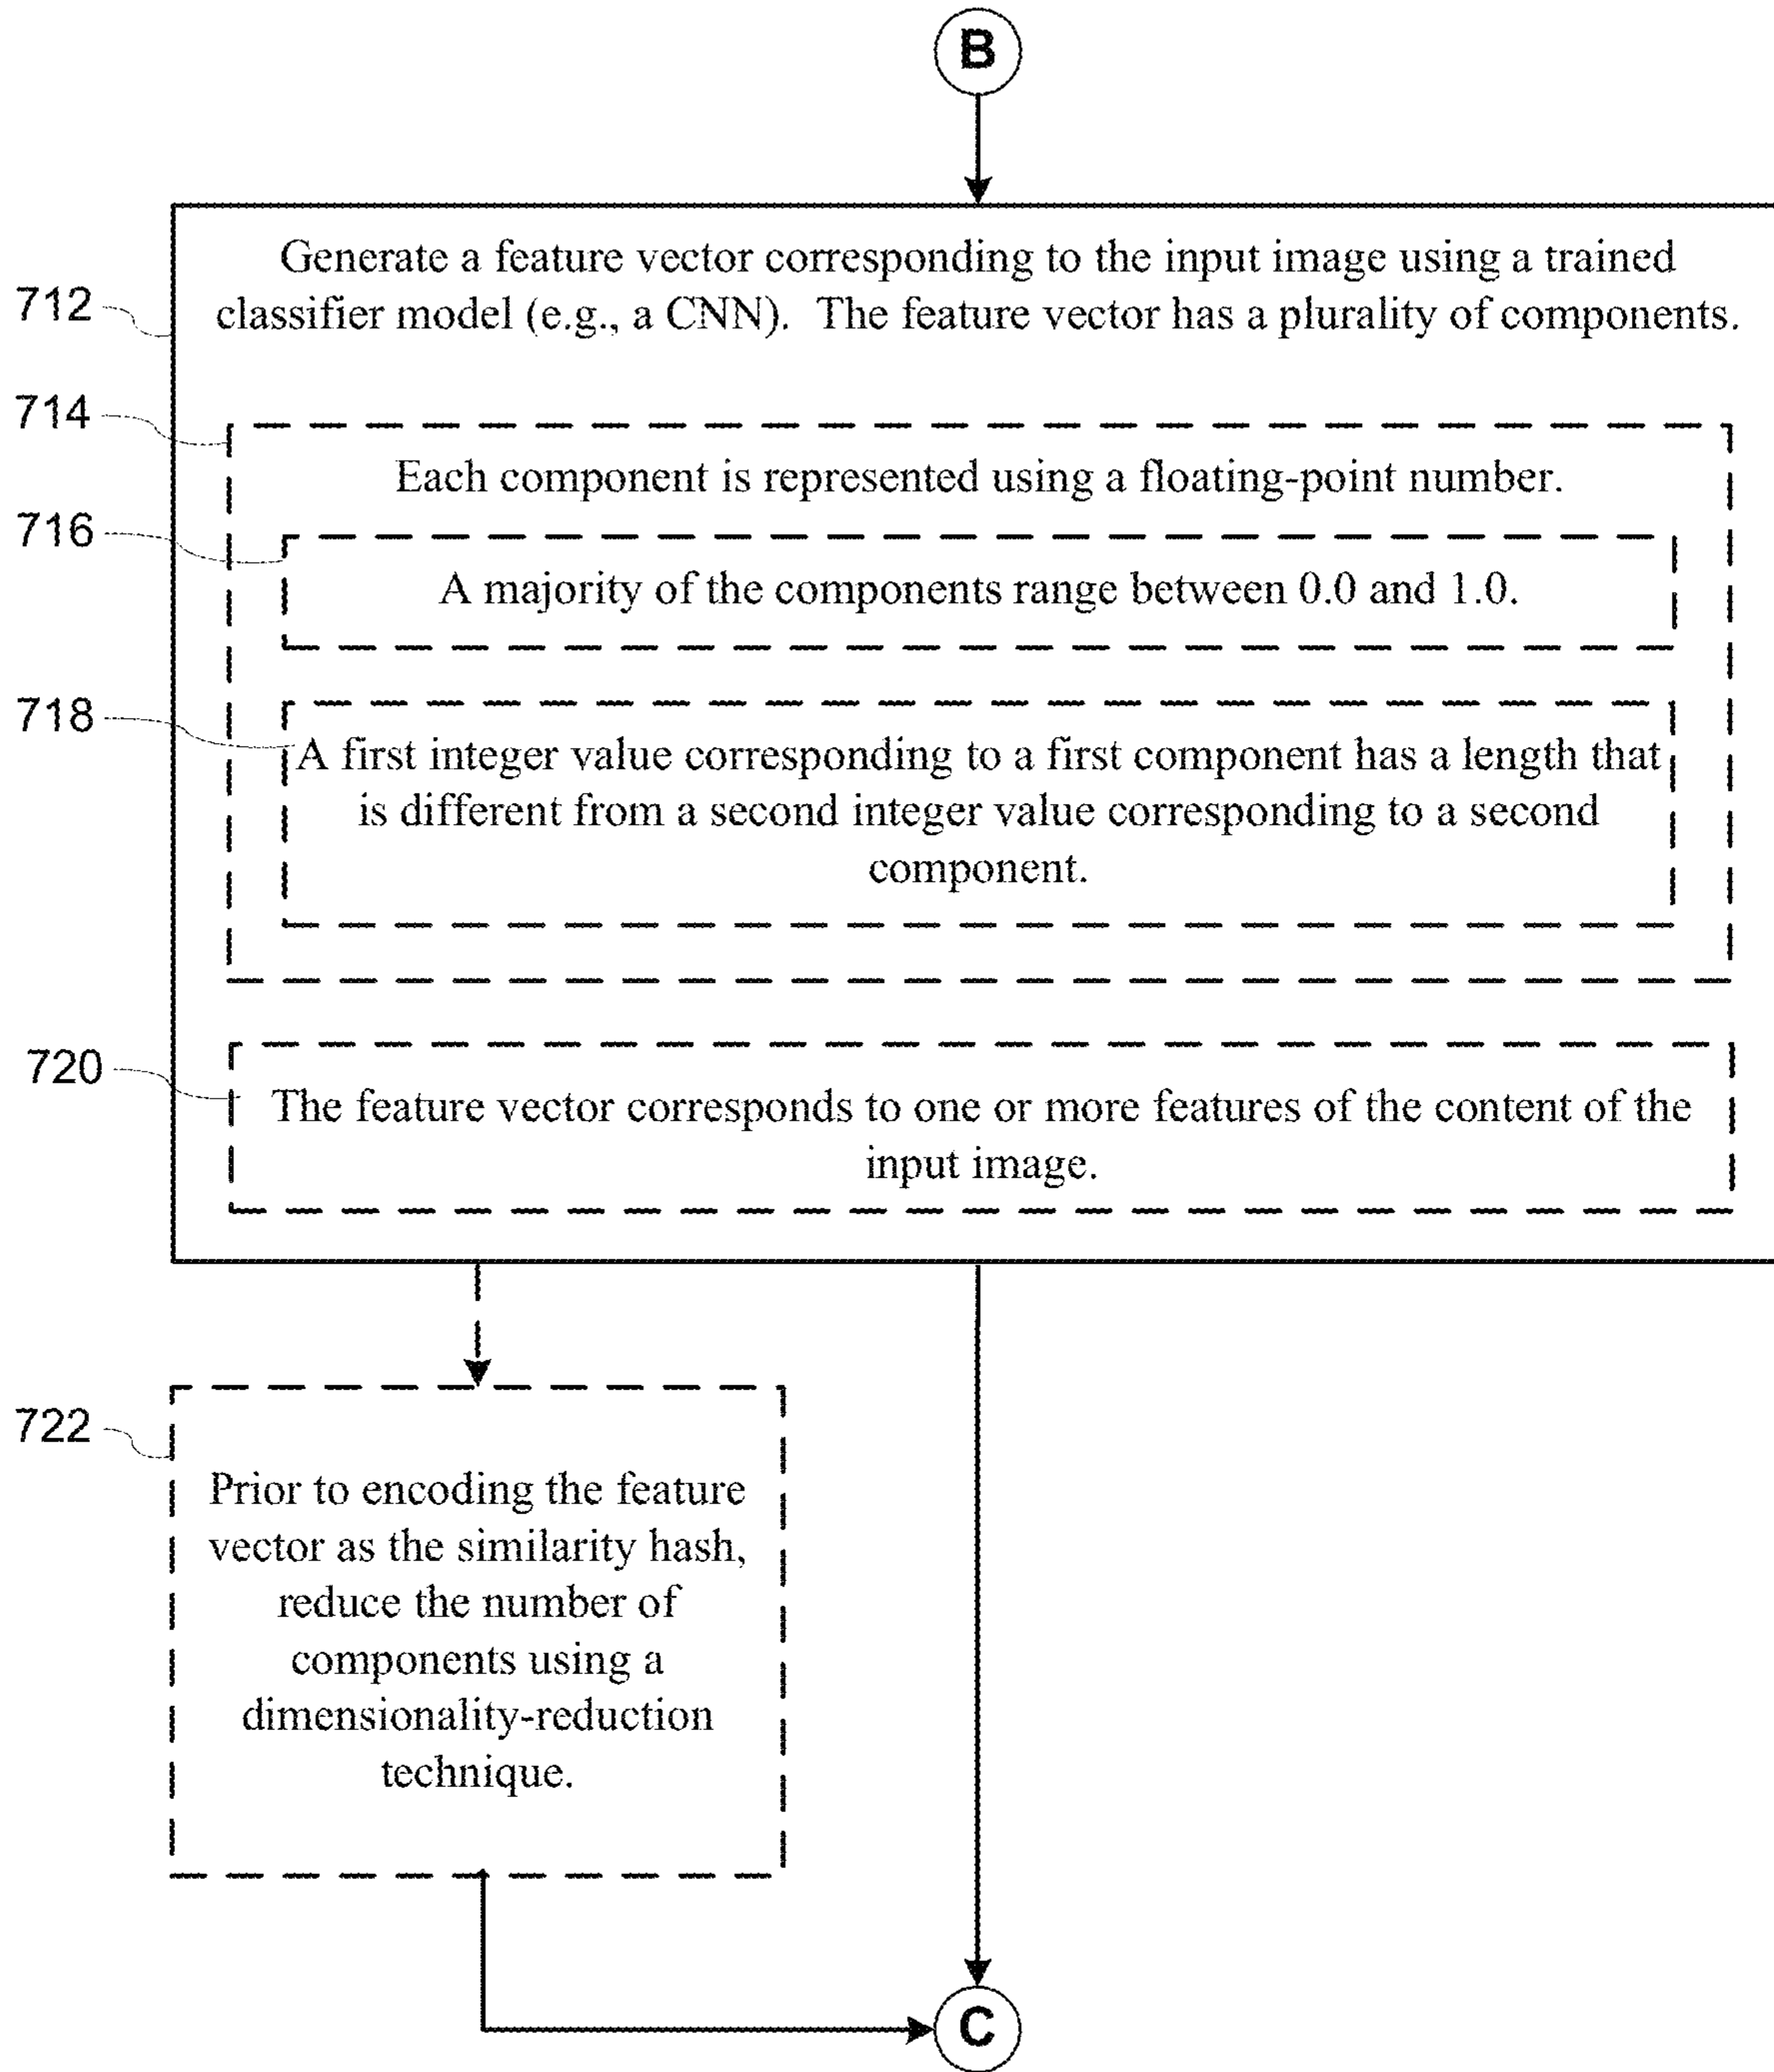 B
Generate a feature vector corresponding to the input image using a trained
712
classifier model (e.g., a CNN). The feature vector has a plurality of components.
714
Each component is represented using a floating-point number.
716
A majority of the components range between 0.0 and 1.0.
718
A first integer value corresponding to a first component has a length that
is different from a second integer value corresponding to a second
component.
720
The feature vector corresponds to one or more features of the content of the
input image.
722
Prior to encoding the feature
vector as the similarity hash,
reduce the number of
components using a
dimensionality-reduction
technique.
C